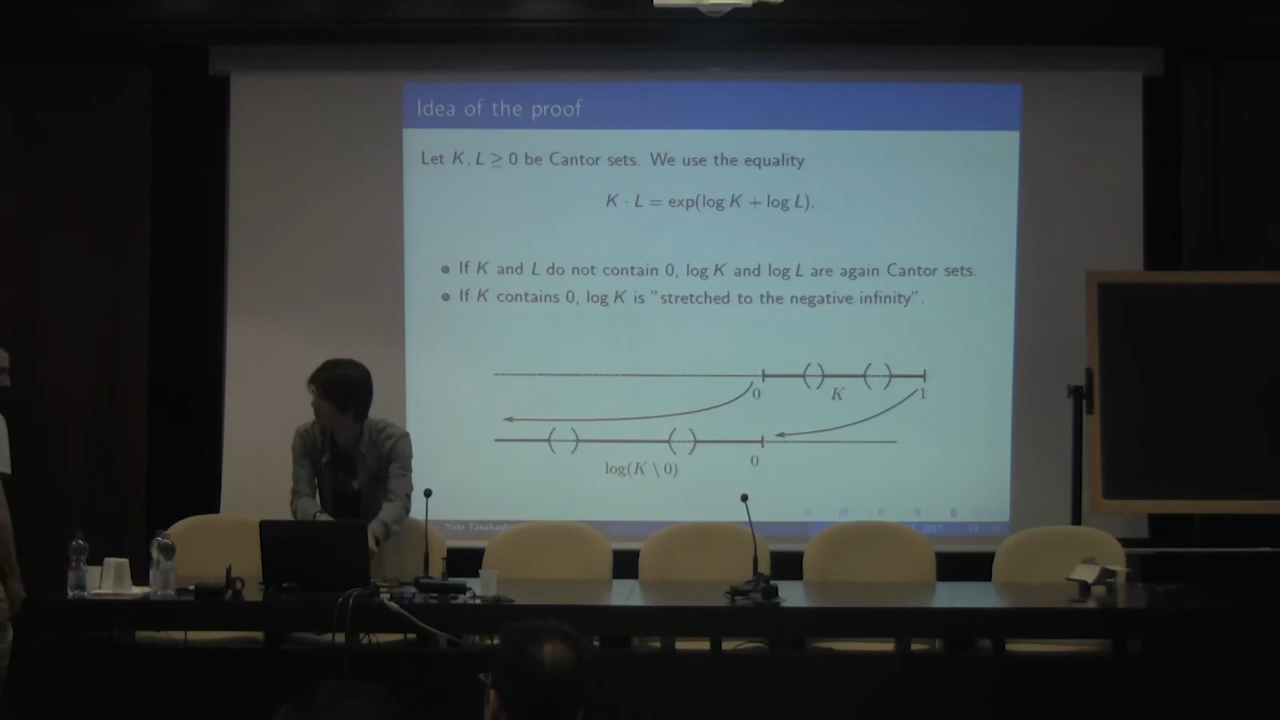 Idea of the proof
Let K, L ≥ 0 be Cantor sets. We use the equality
K · L = exp(log K + log L).
• If K and L do not contain 0, log K and log L are again Cantor sets.
• If K contains 0, log K is "stretched to the negative infinity".
0 K 1
log(K \ 0) 0
Yuki 2017